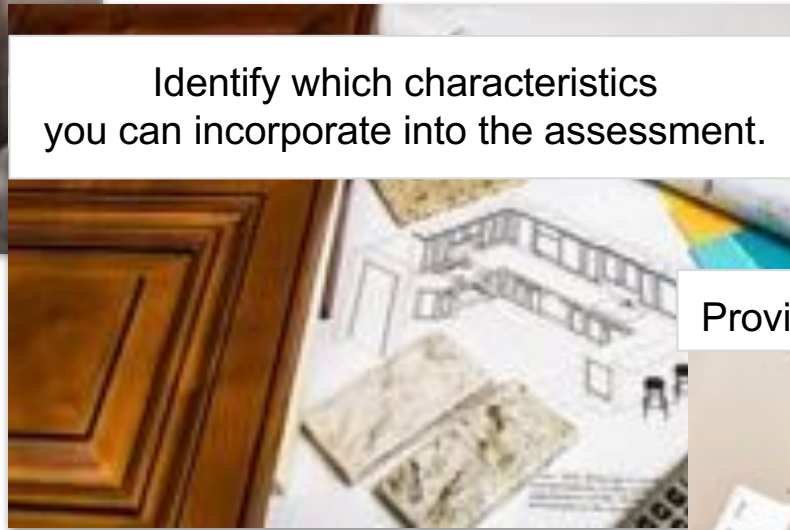 Identify which characteristics
you can incorporate into the assessment.
Provi